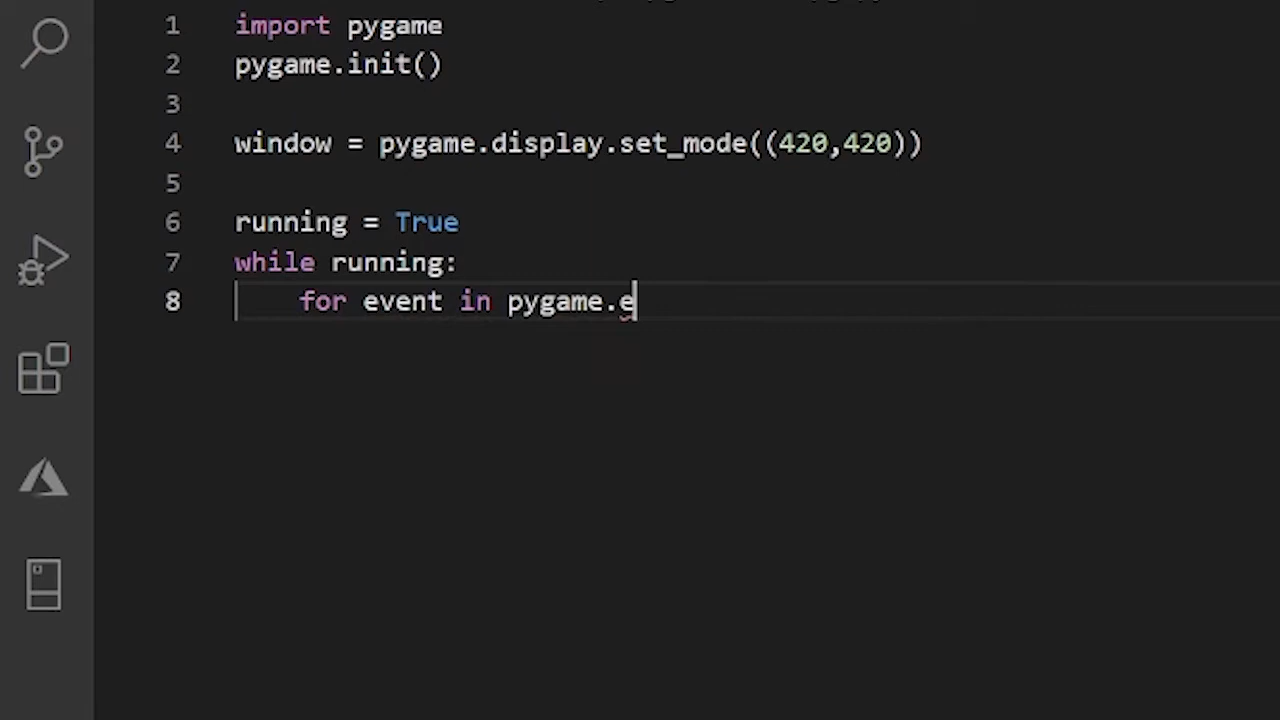 1 import pygame
2 pygame.init()
3
4 window = pygame.display.set_mode((420,420))
5
6 running = True
7 while running:
8     for event in pygame.e